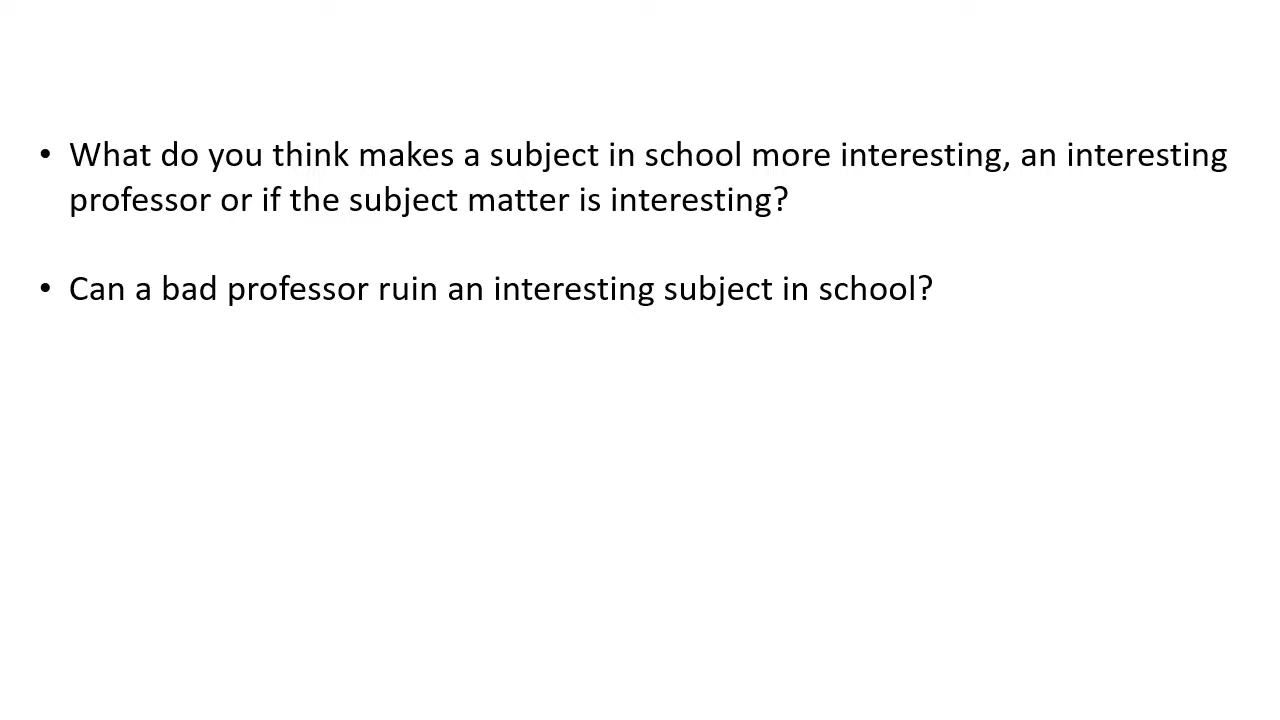 • What do you think makes a subject in school more interesting, an interesting
professor or if the subject matter is interesting?
• Can a bad professor ruin an interesting subject in school?